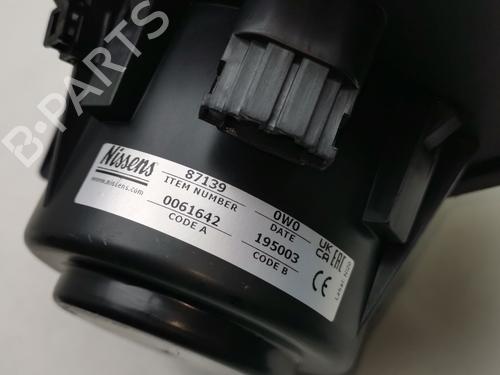 Nissens
www.nissens.com
87139
ITEM NUMBER
0061642
CODE A
0W0
DATE
195003
CODE B
UK
CA
EAC
CE
B-PARTS